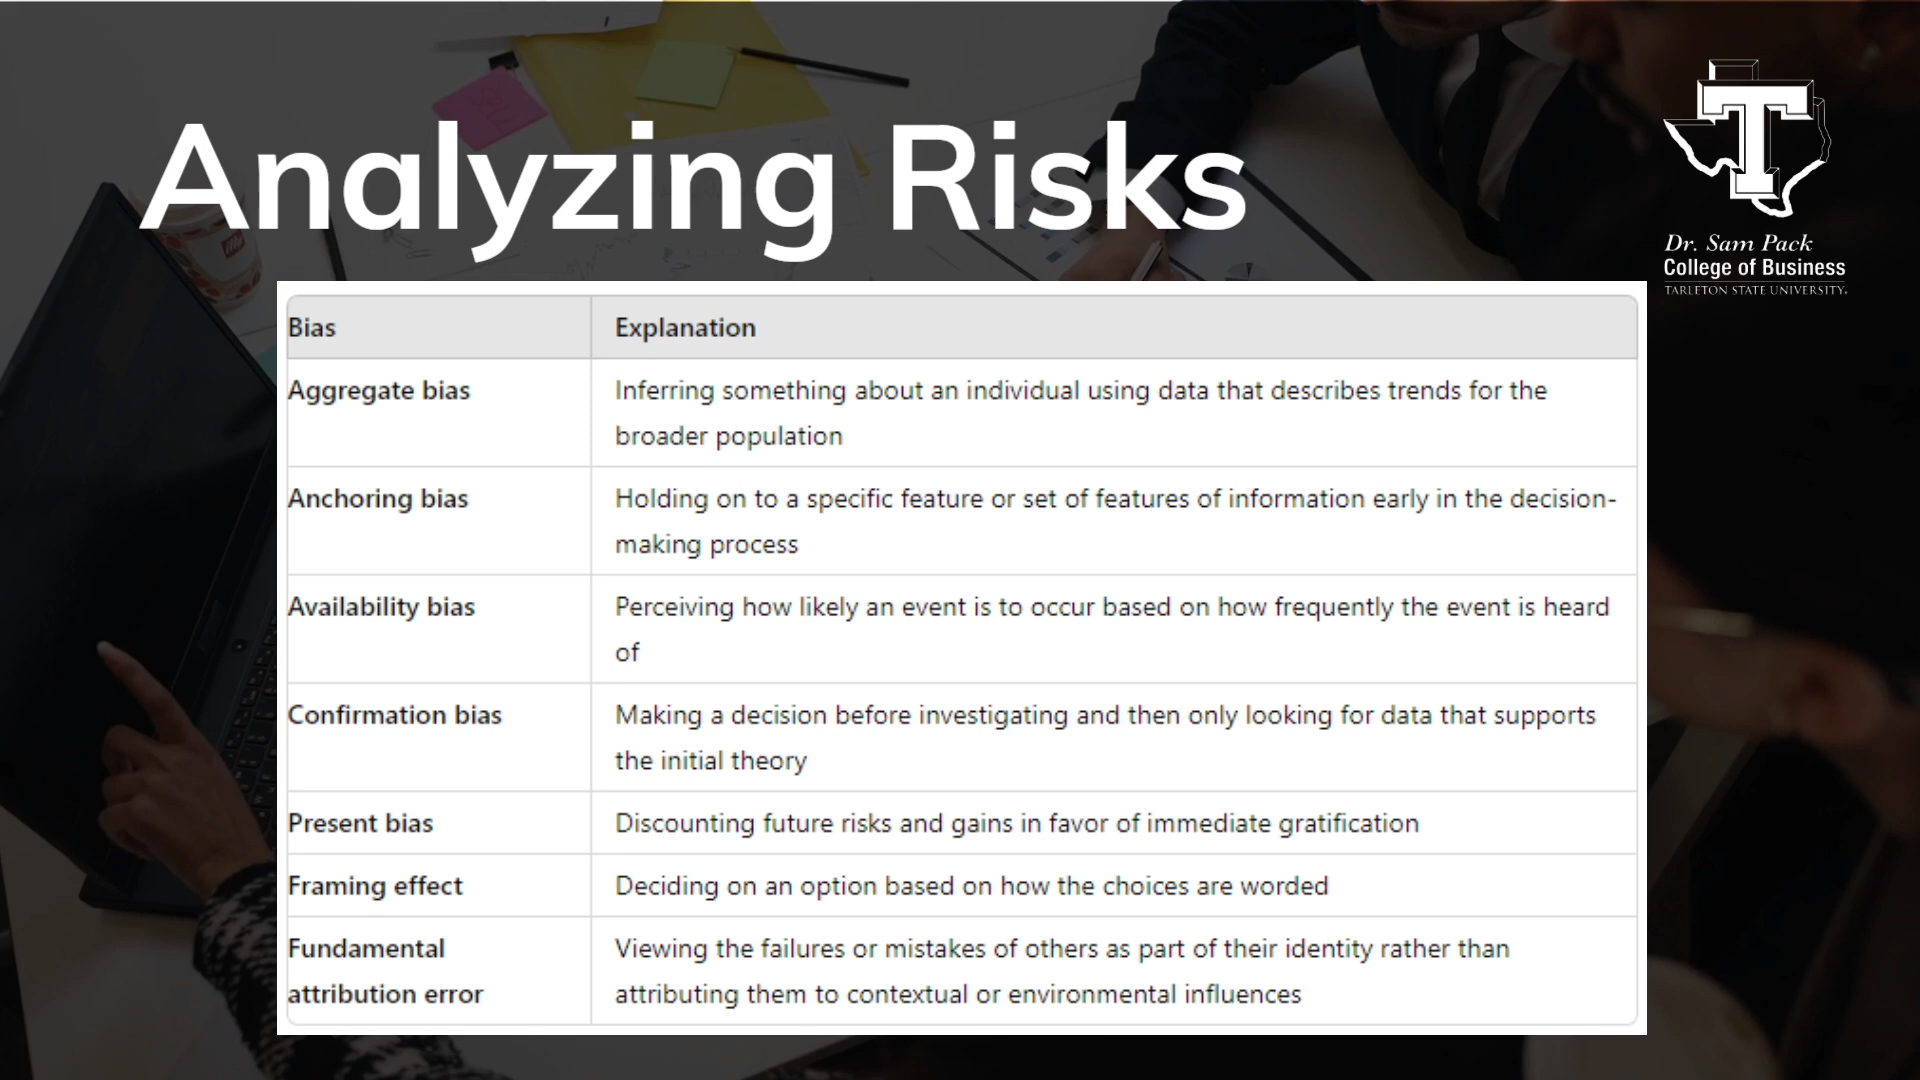 Analyzing Risks
T
Dr. Sam Pack
College of Business
TARLETON STATE UNIVERSITY.
Bias Explanation
Aggregate bias Inferring something about an individual using data that describes trends for the
broader population
Anchoring bias Holding on to a specific feature or set of features of information early in the decision-
making process
Availability bias Perceiving how likely an event is to occur based on how frequently the event is heard
of
Confirmation bias Making a decision before investigating and then only looking for data that supports
the initial theory
Present bias Discounting future risks and gains in favor of immediate gratification
Framing effect Deciding on an option based on how the choices are worded
Fundamental Viewing the failures or mistakes of others as part of their identity rather than
attribution error attributing them to contextual or environmental influences